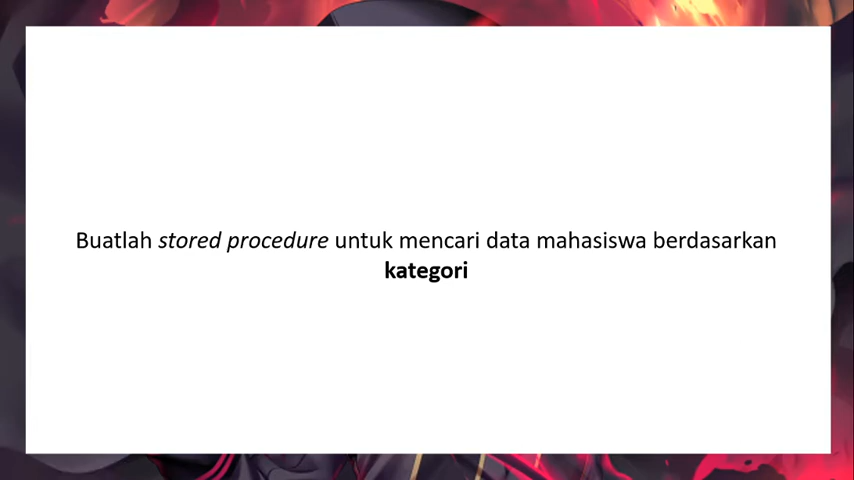 Buatlah stored procedure untuk mencari data mahasiswa berdasarkan
kategori